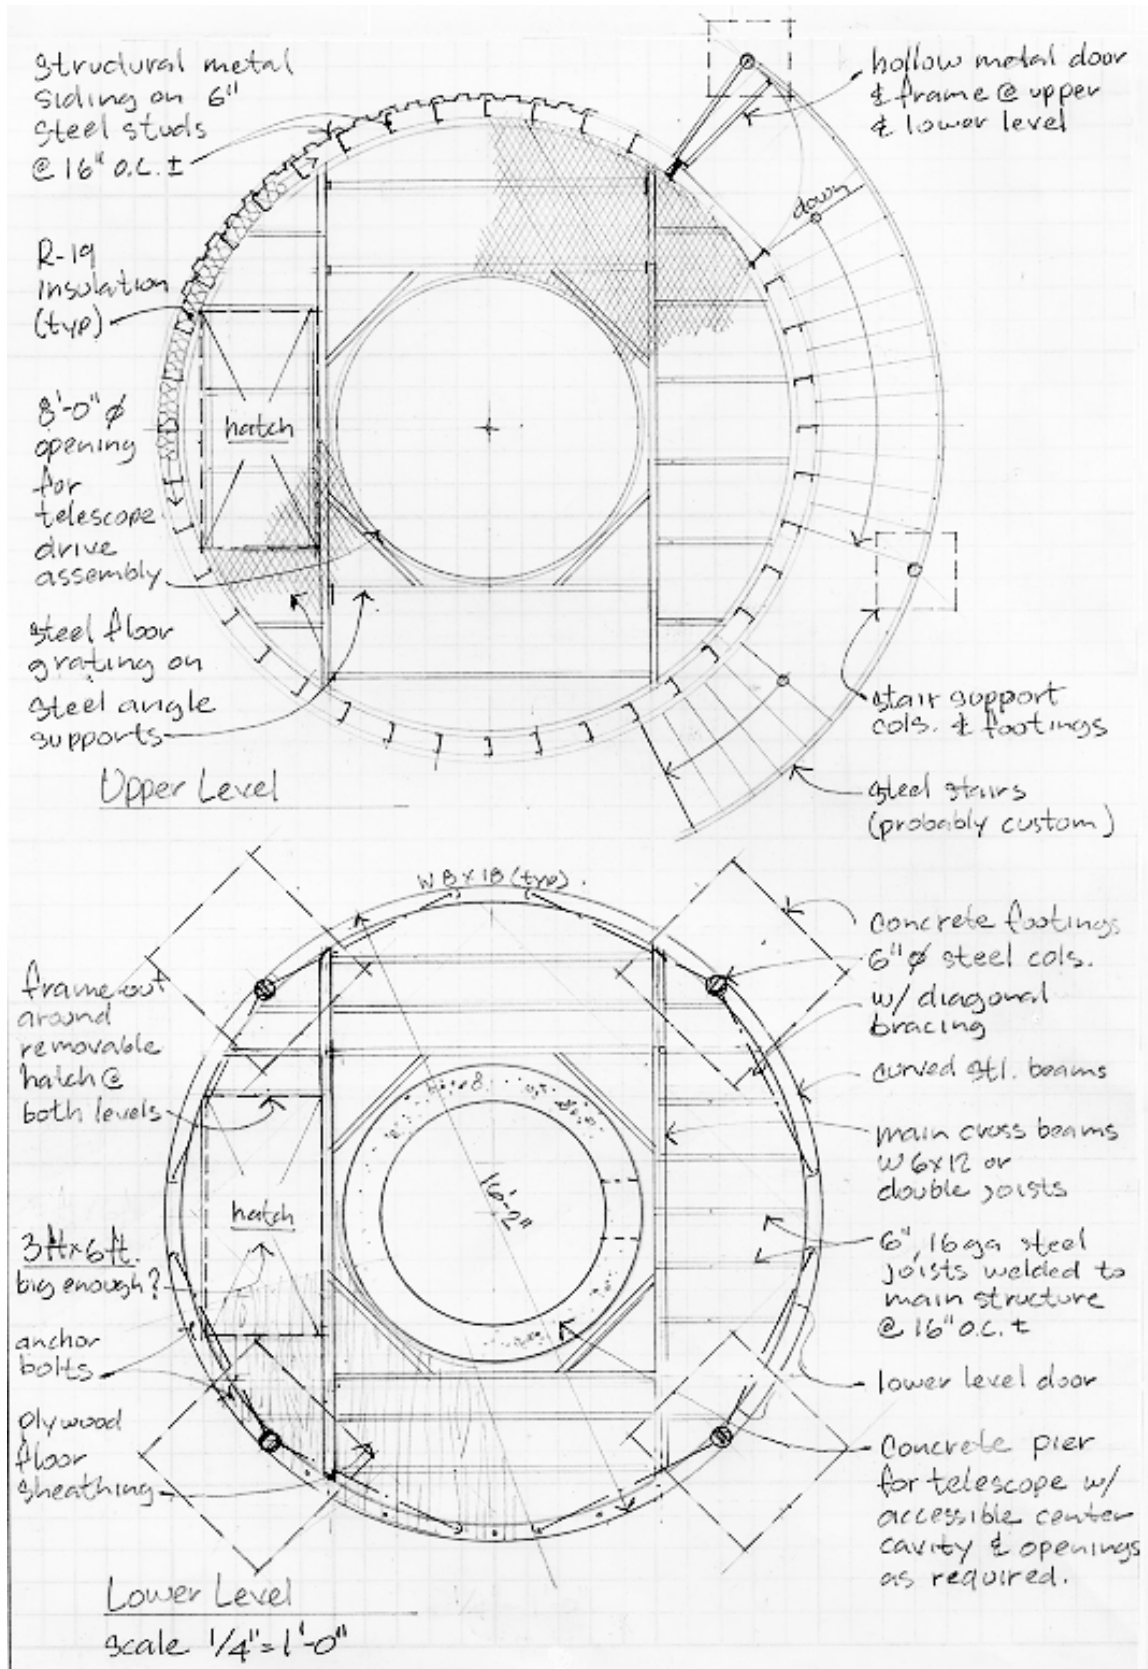 structural metal
siding on 6"
steel studs
@ 16" O.C. ±
R-19
insulation
(typ)
8'-0" ⌀
opening
for
telescope
drive
assembly
steel floor
grating on
steel angle
supports
Upper Level
hatch
down
hollow metal door
& frame @ upper
& lower level
stair support
cols. & footings
steel stairs
(probably custom)
W 8 x 18 (typ).
frame-out
around
removable
hatch @
both levels
3ft x 6ft.
big enough?
anchor
bolts
plywood
floor
sheathing
hatch
16'-2"
concrete footings
6" ⌀ steel cols.
w/ diagonal
bracing
curved stl. beams
main cross beams
W 6x12 or
double joists
6", 16 ga steel
joists welded to
main structure
@ 16" O.C. ±
lower level door
concrete pier
for telescope w/
accessible center
cavity & openings
as required.
Lower Level
scale 1/4" = 1'-0"